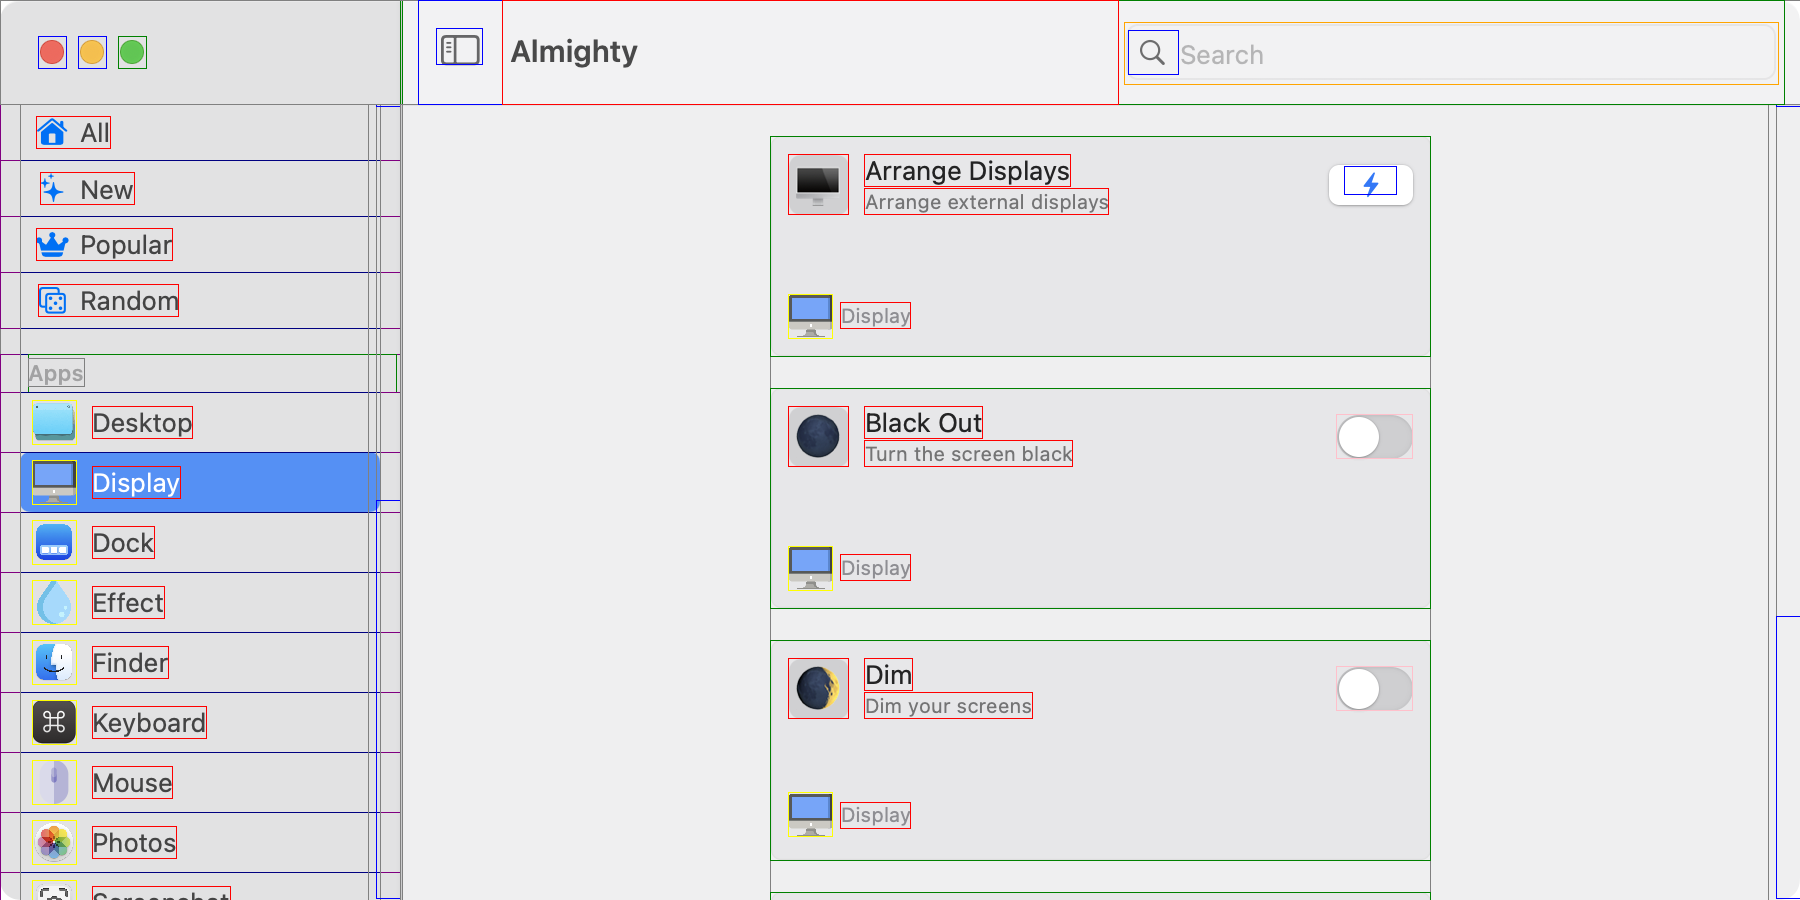 Almighty
Search
All
New
Popular
Random
Apps
Desktop
Display
Dock
Effect
Finder
Keyboard
Mouse
Photos
Screenshot
Arrange Displays
Arrange external displays
Display
Black Out
Turn the screen black
Display
Dim
Dim your screens
Display